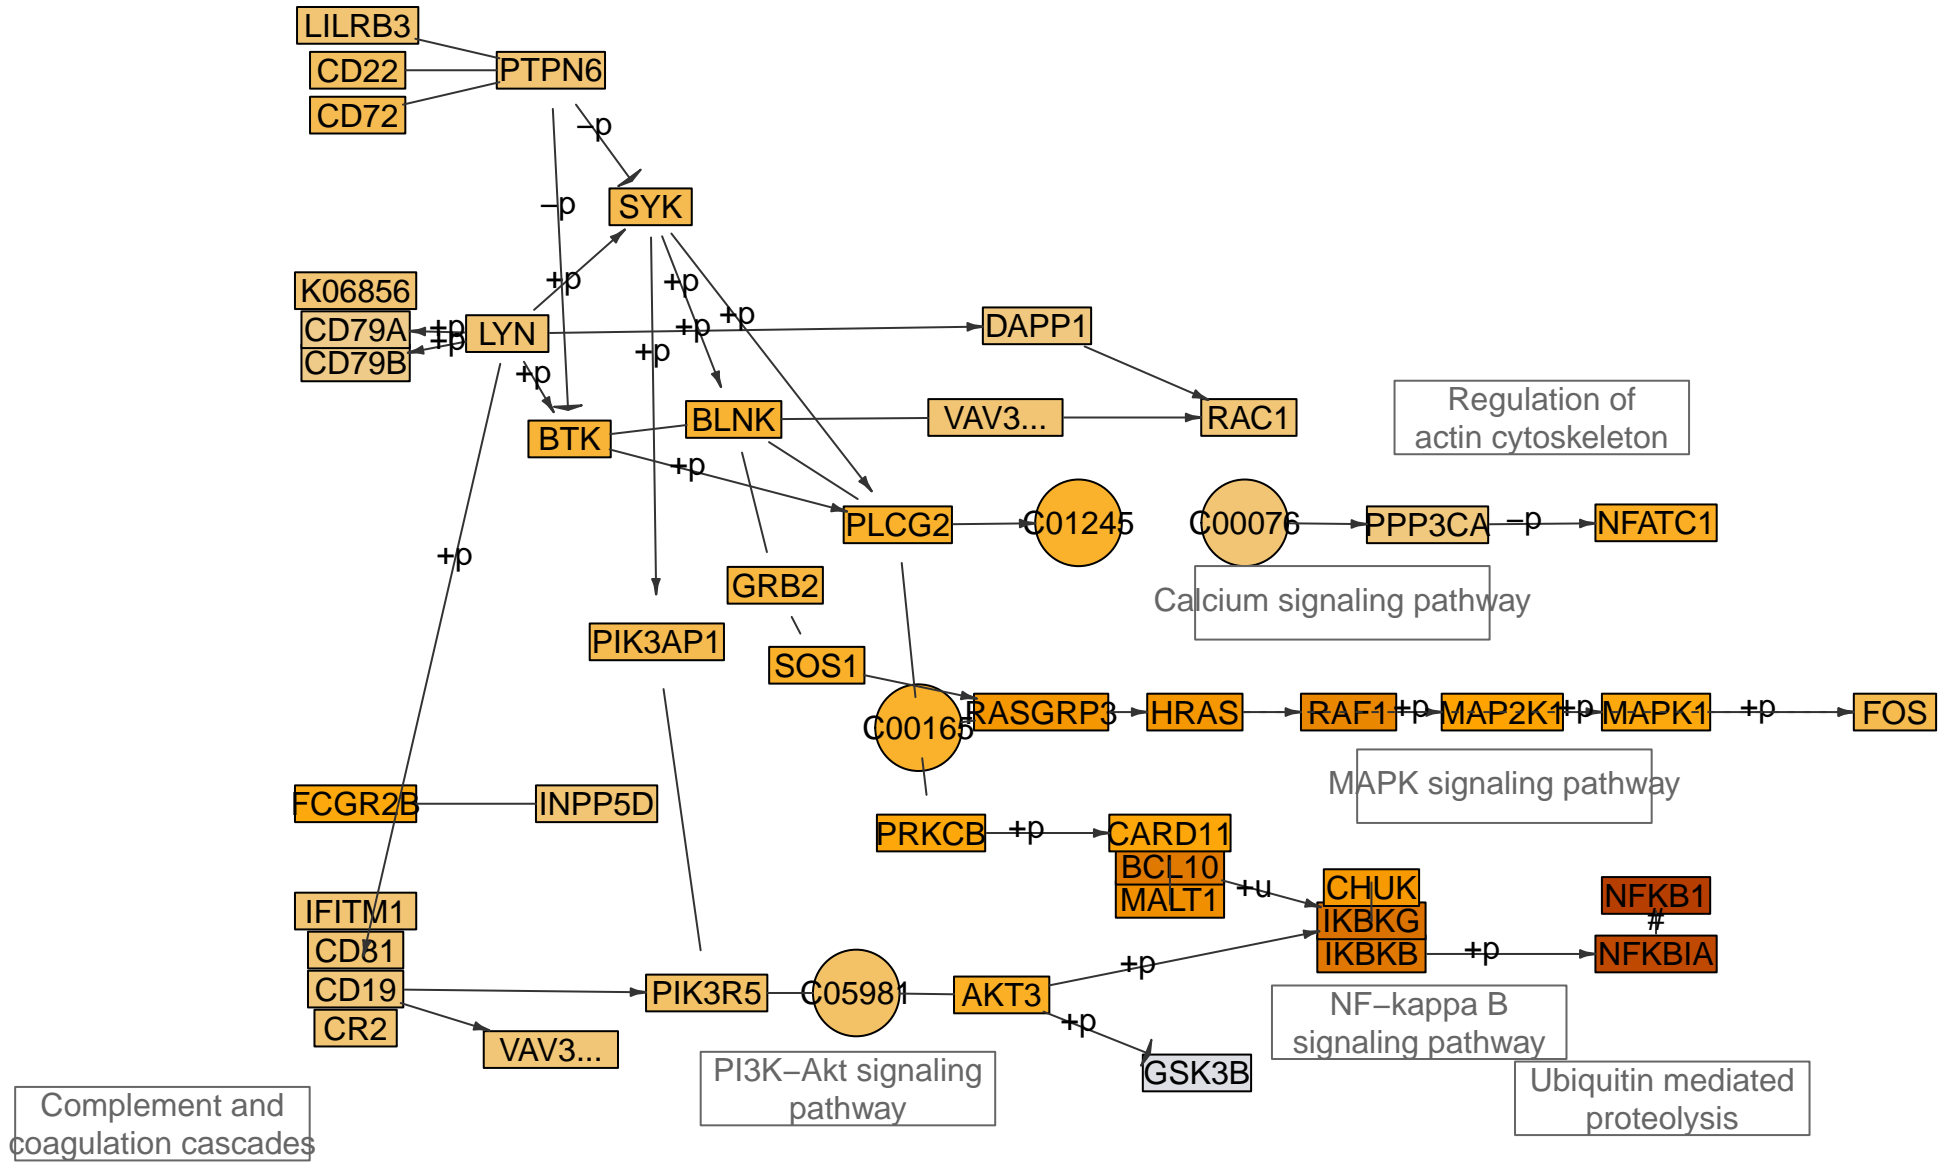 LILRB3
CD22
PTPN6
CD72
–p
SYK
–p
+p
+p
K06856
CD79A
+p
LYN
+p
+p
DAPP1
CD79B
+p
+p
+p
BTK
BLNK
VAV3...
RAC1
Regulation of
actin cytoskeleton
+p
PLCG2
C01245
C00076
PPP3CA
–p
NFATC1
+p
GRB2
Calcium signaling pathway
PIK3AP1
SOS1
C00165
RASGRP3
HRAS
RAF1
+p
MAP2K1
+p
MAPK1
+p
FOS
MAPK signaling pathway
FCGR2B
INPP5D
PRKCB
+p
CARD11
BCL10
MALT1
+u
CHUK
IKBKG
IKBKB
+p
NFKB1
#
NFKBIA
IFITM1
CD81
CD19
CR2
VAV3...
PIK3R5
C05981
AKT3
+p
+p
GSK3B
NF–kappa B
signaling pathway
PI3K–Akt signaling
pathway
Ubiquitin mediated
proteolysis
Complement and
coagulation cascades